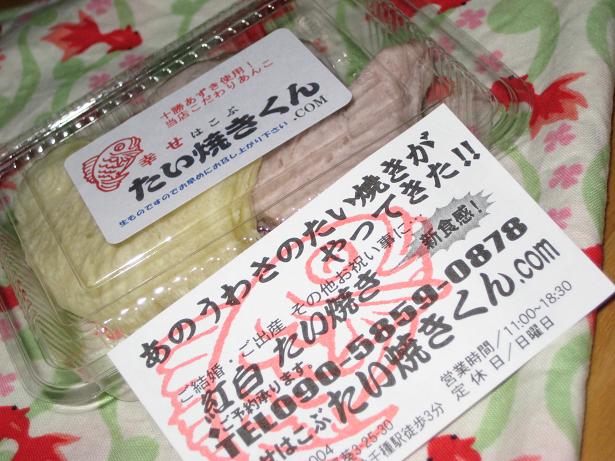 十勝あずき使用!
当店こだわりあんこ
幸せはこぶ
たい焼きくん.COM
生ものですのでお早めにお召し上がり下さい
あのうわさのたい焼きが
やってきた!!
新食感!
ご結婚・ご出産 その他お祝い事に…
紅白 たい焼き
ご予約承ります。
TEL090-5859-0878
せはこぶ たい焼きくん.com
営業時間/11:00~18:30
定休日/日曜日
004
葵3-25-30
千種駅徒歩3分